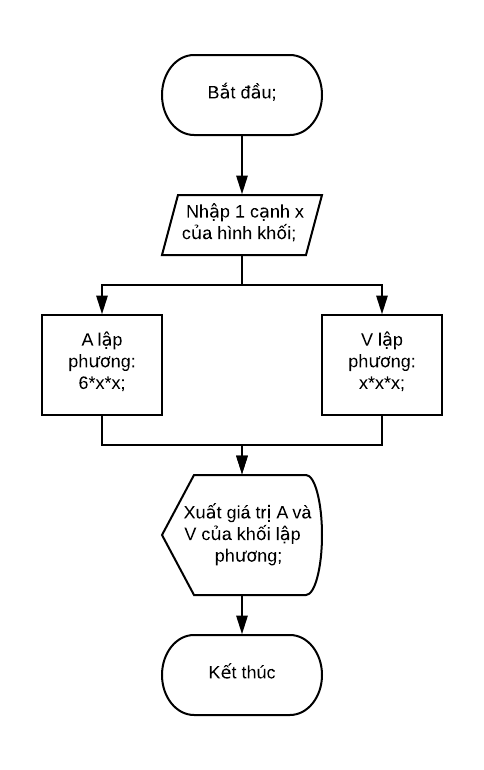 Bắt đầu;
Nhập 1 cạnh x
của hình khối;
A lập
phương:
6*x*x;
V lập
phương:
x*x*x;
Xuất giá trị A và
V của khối lập
phương;
Kết thúc